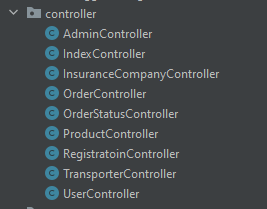 controller
AdminController
IndexController
InsuranceCompanyController
OrderController
OrderStatusController
ProductController
RegistratoinController
TransporterController
UserController